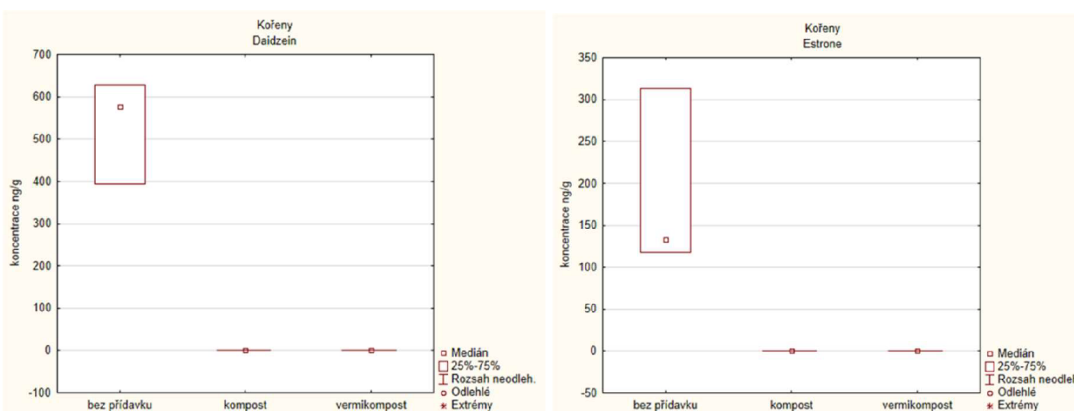 Kořeny
Daidzein
koncentrace ng/g
700
600
500
400
300
200
100
0
-100
bez přídavku
kompost
vermikompost
Medián
25%-75%
Rozsah neodleh.
Odlehlé
Extrémy
Kořeny
Estrone
koncentrace ng/g
350
300
250
200
150
100
50
0
-50
bez přídavku
kompost
vermikompost
Medián
25%-75%
Rozsah neodleh
Odlehlé
Extrémy